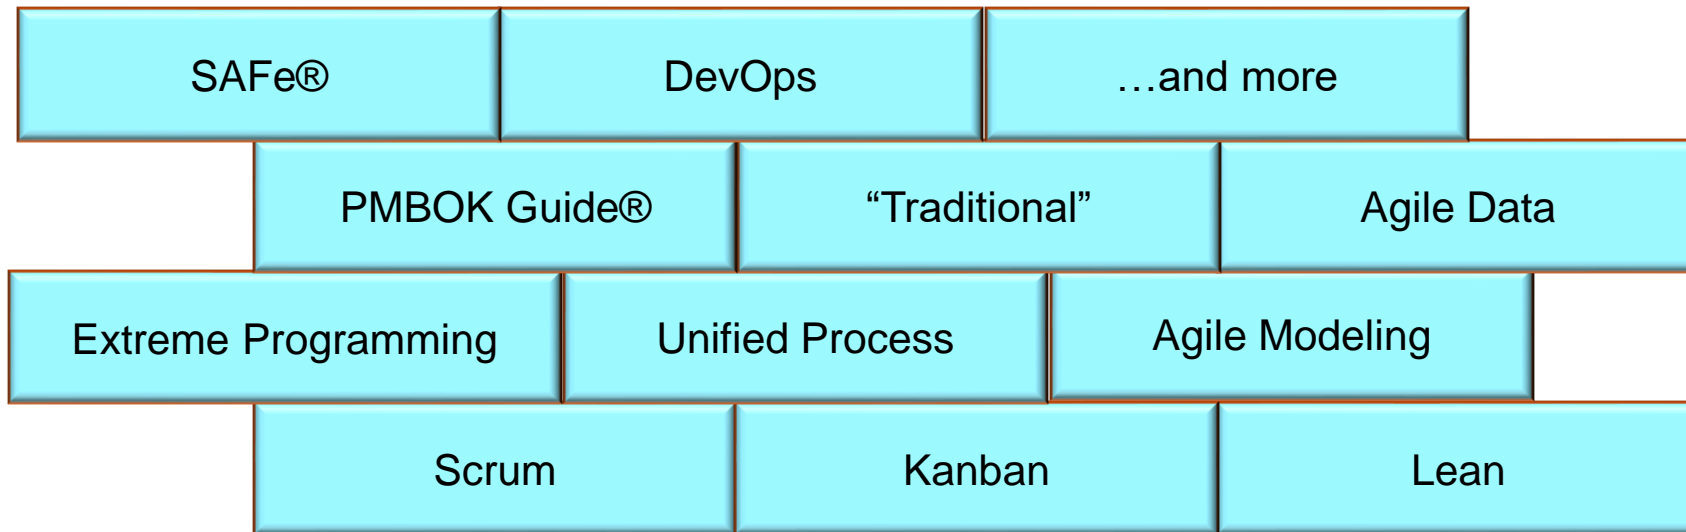 SAFe®
DevOps
…and more
PMBOK Guide®
“Traditional”
Agile Data
Extreme Programming
Unified Process
Agile Modeling
Scrum
Kanban
Lean